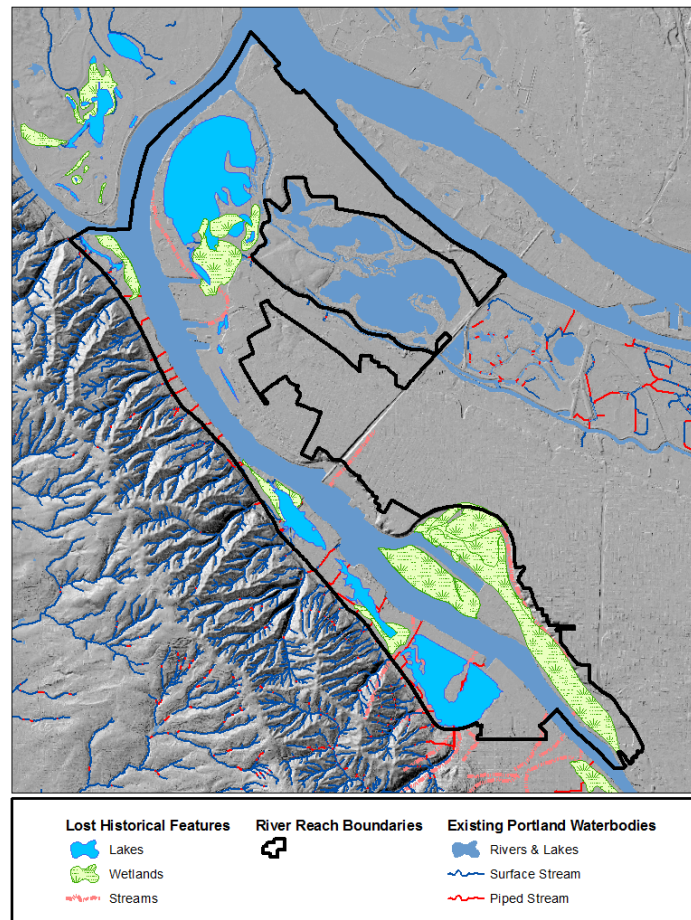 Lost Historical Features
Lakes
Wetlands
Streams
River Reach Boundaries
Existing Portland Waterbodies
Rivers & Lakes
Surface Stream
Piped Stream